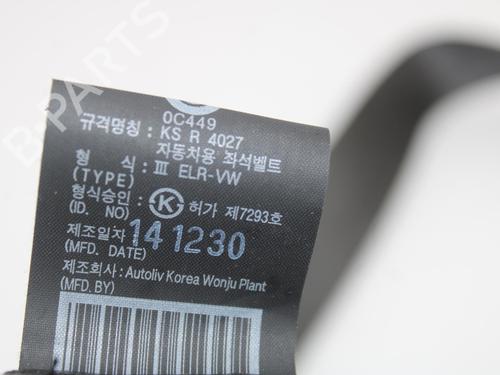 0C449
규격명칭 : KS R 4027
자동차용 좌석벨트
형 식 : III ELR-VW
(TYPE)
형식승인 : K 허가 제7293호
(ID. NO)
제조일자 141230
(MFD. DATE)
제조회사 : Autoliv Korea Wonju Plant
(MFD. BY)
B-PARTS